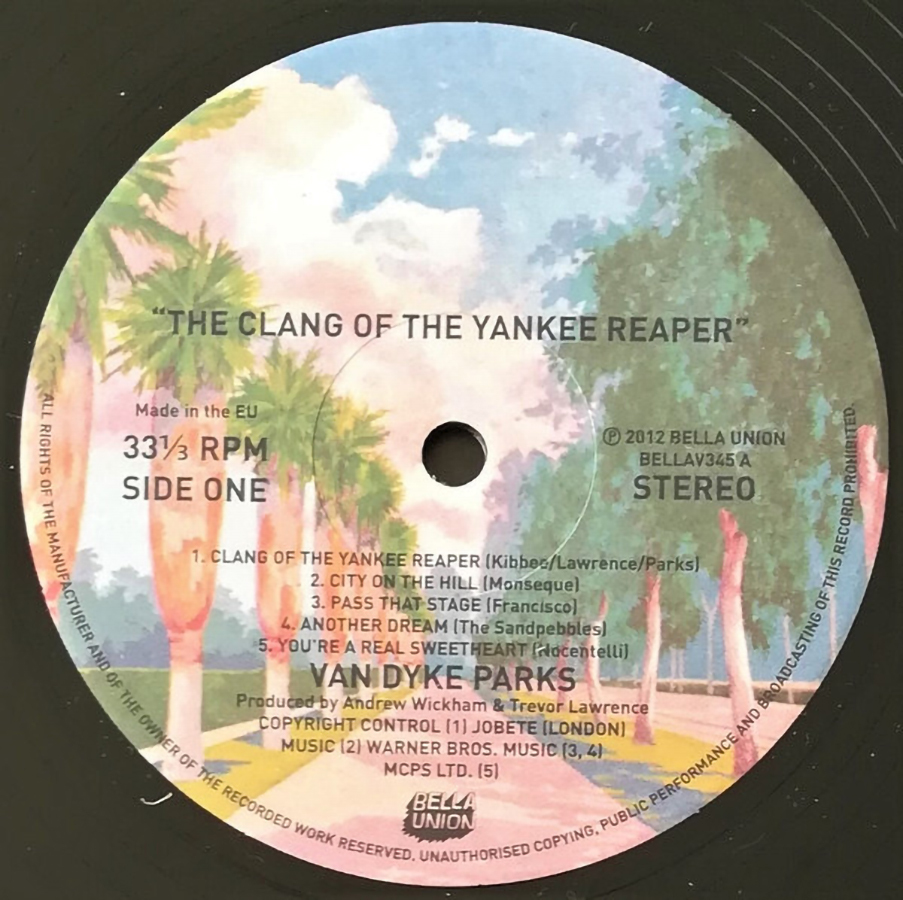 "THE CLANG OF THE YANKEE REAPER"
Made in the EU
33⅓ RPM
SIDE ONE
℗ 2012 BELLA UNION
BELLAV345 A
STEREO
1. CLANG OF THE YANKEE REAPER (Kibbee/Lawrence/Parks)
2. CITY ON THE HILL (Monseque)
3. PASS THAT STAGE (Francisco)
4. ANOTHER DREAM (The Sandpebbles)
5. YOU'RE A REAL SWEETHEART (Nocentelli)
VAN DYKE PARKS
Produced by Andrew Wickham & Trevor Lawrence
COPYRIGHT CONTROL (1) JOBETE (LONDON)
MUSIC (2) WARNER BROS. MUSIC (3, 4)
MCPS LTD. (5)
BELLA
UNION
ALL RIGHTS OF THE MANUFACTURER AND OF THE OWNER OF THE RECORDED WORK RESERVED. UNAUTHORISED COPYING, PUBLIC PERFORMANCE AND BROADCASTING OF THIS RECORD PROHIBITED.